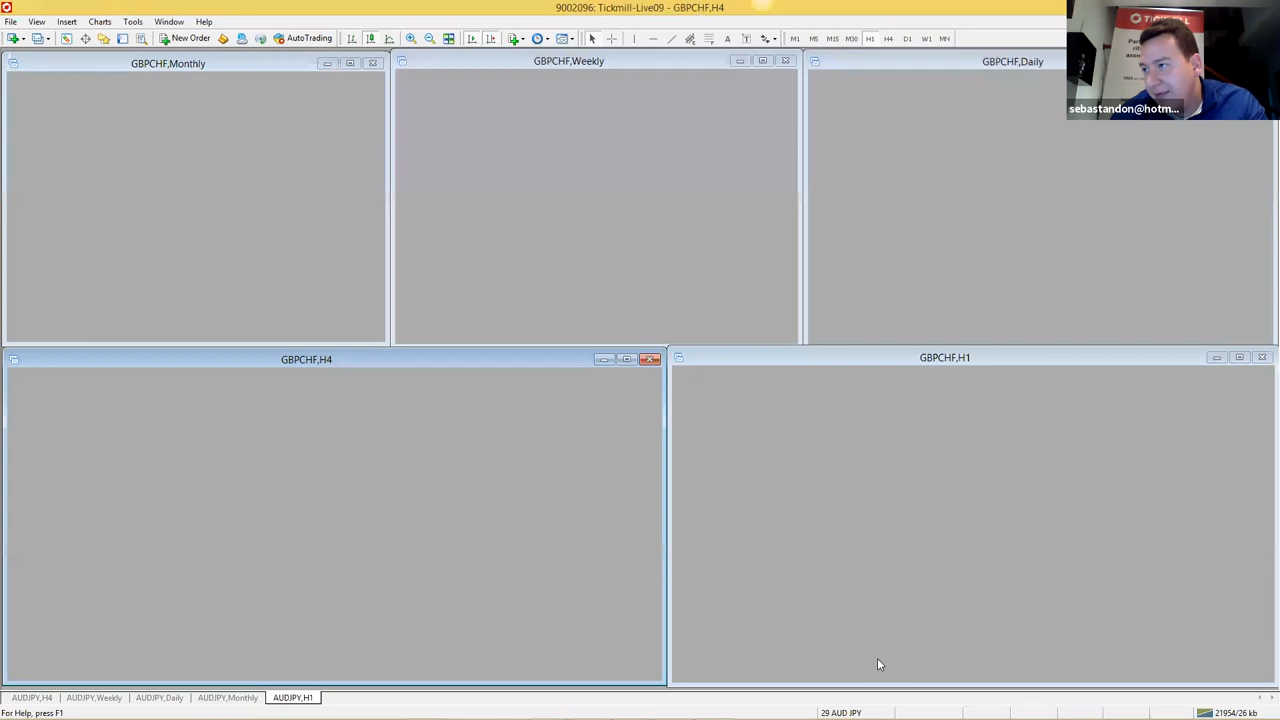 9002096: Tickmill-Live09 - GBPCHF,H4
File View Insert Charts Tools Window Help
New Order AutoTrading M1 M5 M15 M30 H1 H4 D1 W1 MN
TICKMILL
sebastandon@hotm...
GBPCHF,Monthly
GBPCHF,Weekly
GBPCHF,Daily
GBPCHF,H4
GBPCHF,H1
AUDJPY,H4 AUDJPY,Weekly AUDJPY,Daily AUDJPY,Monthly AUDJPY,H1
For Help, press F1
29 AUD JPY
21954/26 kb